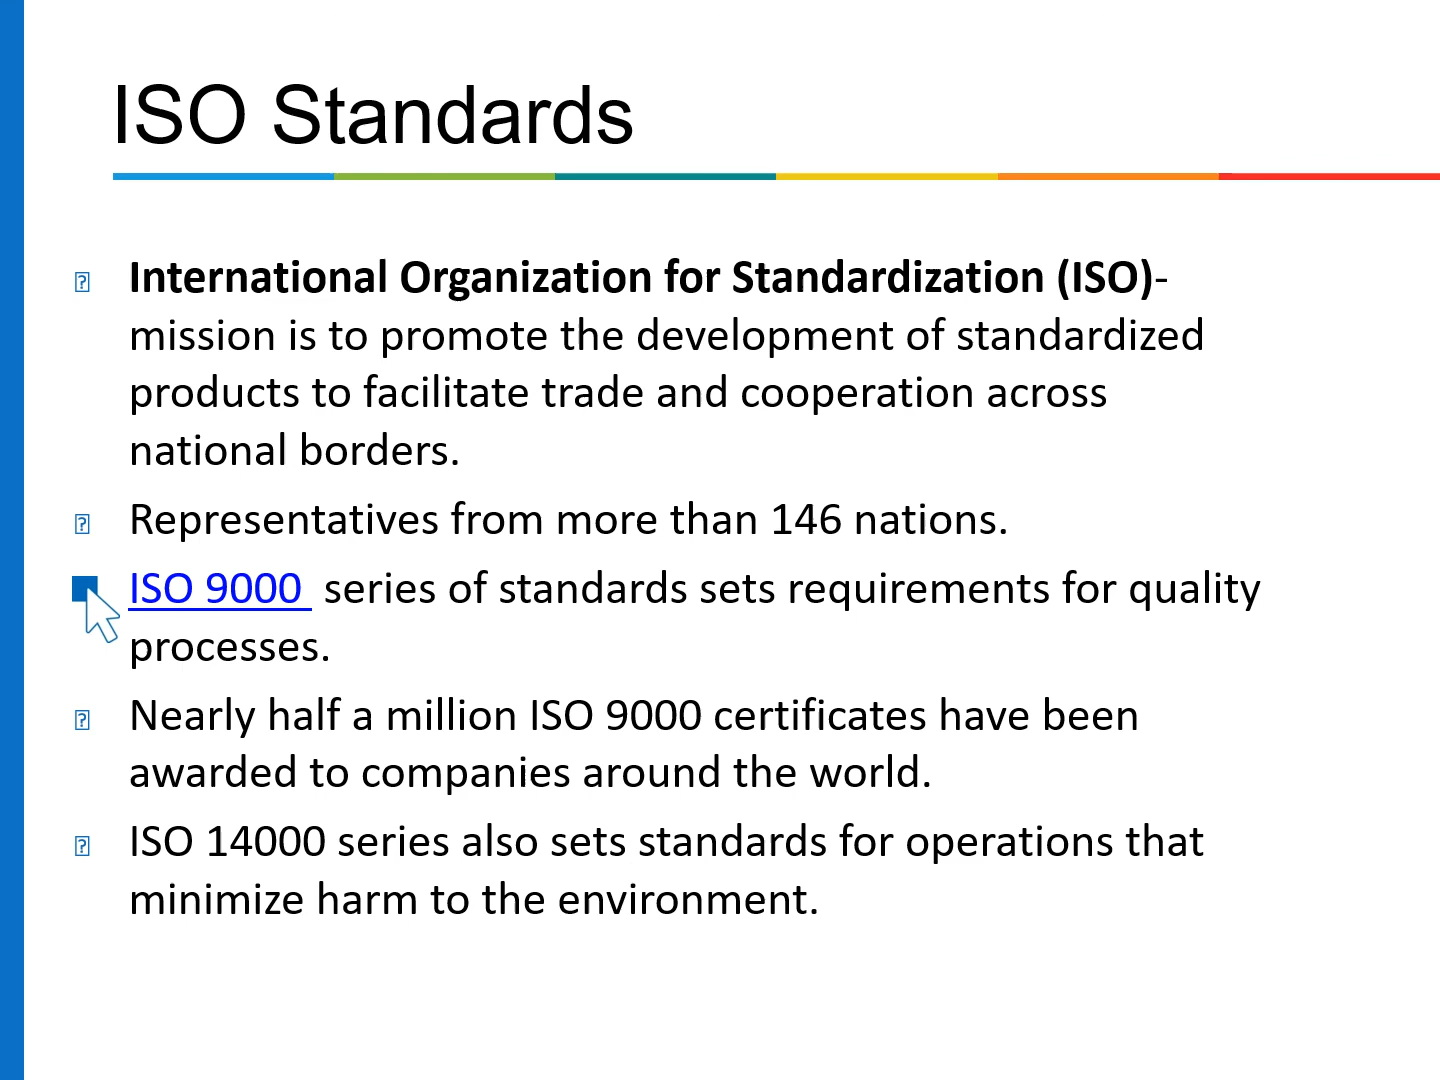 ISO Standards
International Organization for Standardization (ISO)-
mission is to promote the development of standardized
products to facilitate trade and cooperation across
national borders.
Representatives from more than 146 nations.
ISO 9000  series of standards sets requirements for quality
processes.
Nearly half a million ISO 9000 certificates have been
awarded to companies around the world.
ISO 14000 series also sets standards for operations that
minimize harm to the environment.